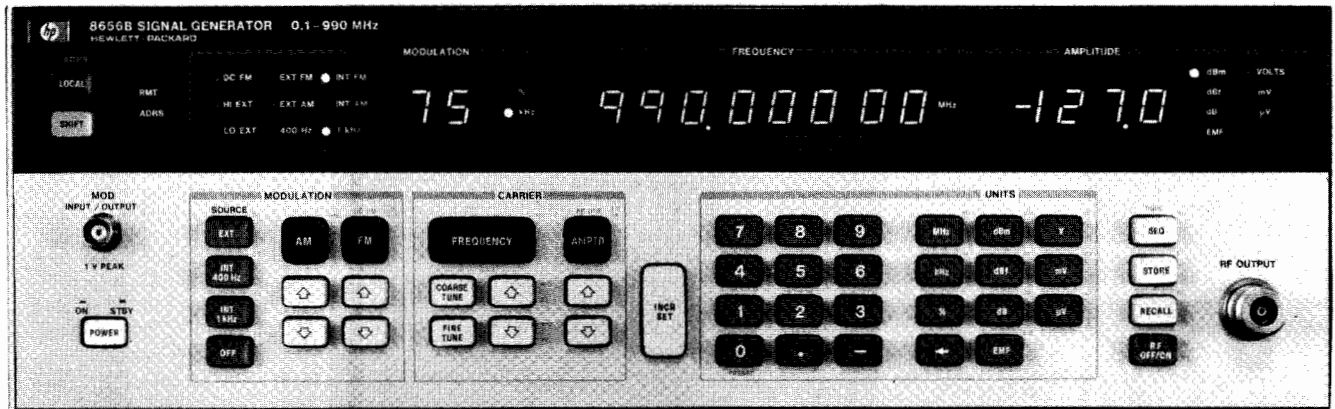 hp
8656B SIGNAL GENERATOR 0.1–990 MHz
HEWLETT-PACKARD
MODULATION
FREQUENCY
AMPLITUDE
LOCAL
SHIFT
RMT
ADRS
DC FM EXT FM INT FM
HI EXT EXT AM INT AM
LO EXT 400 Hz 1 kHz
75
%
kHz
990.000000
MHz
-127.0
dBm VOLTS
dBf mV
dB µV
EMF
MOD
INPUT / OUTPUT
1 V PEAK
ON STBY
POWER
MODULATION
SOURCE
EXT
INT
400 Hz
INT
1 kHz
OFF
AM
FM
CARRIER
FREQUENCY
AMPTD
COARSE
TUNE
FINE
TUNE
INCR
SET
UNITS
7 8 9 MHz dBm V
4 5 6 kHz dBf mV
1 2 3 % dB µV
0 . – ← EMF
SEQ
STORE
RECALL
RF
OFF/ON
RF OUTPUT